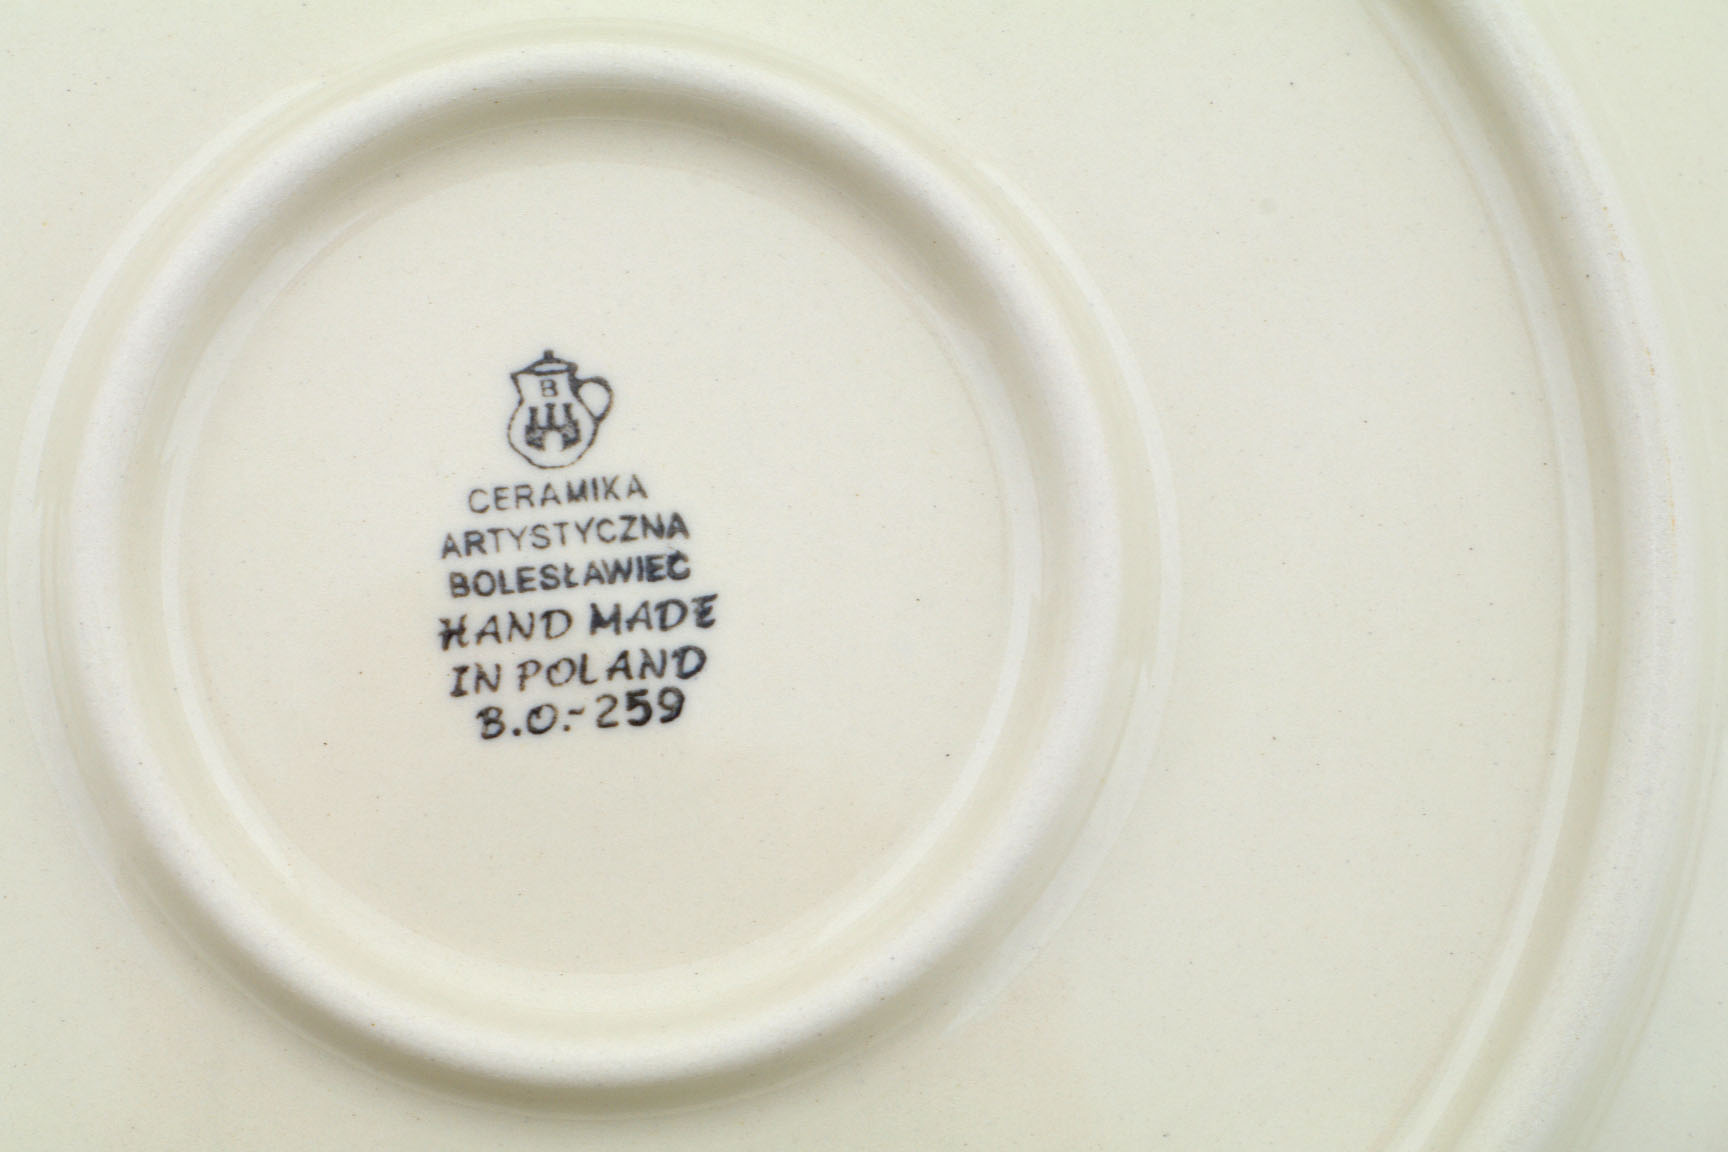 B
CERAMIKA
ARTYSTYCZNA
BOLESŁAWIEC
HAND MADE
IN POLAND
B.O.-259